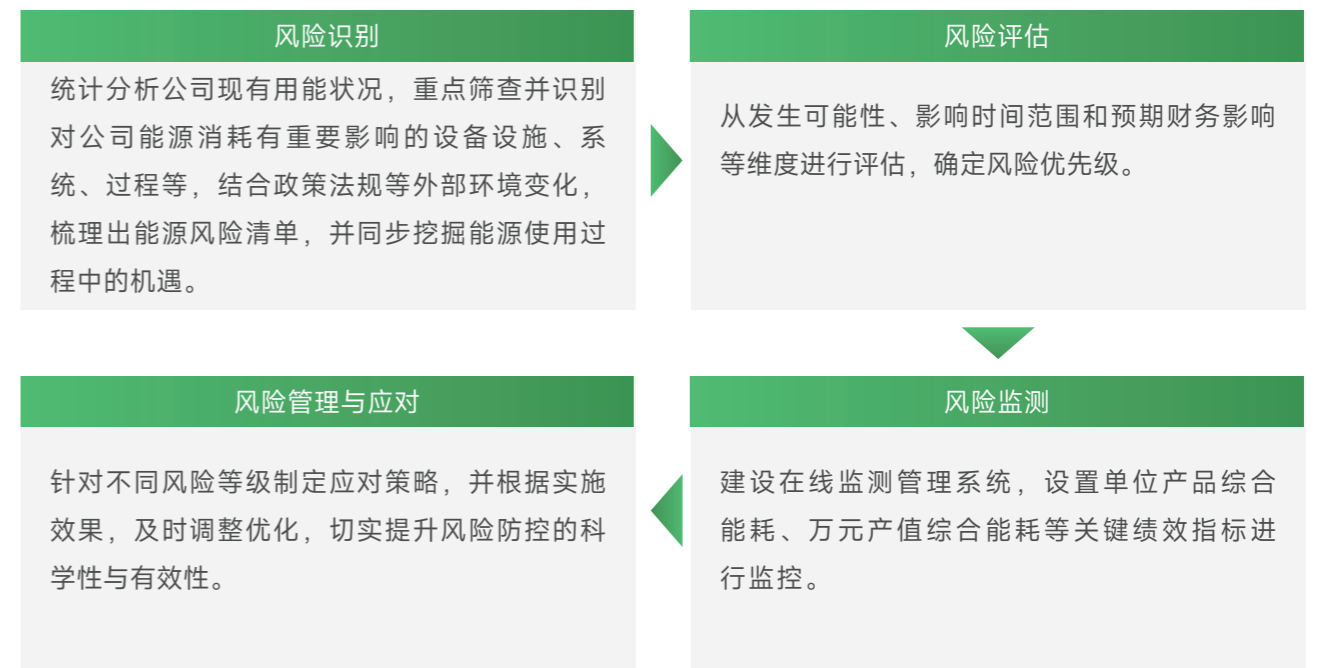 风险识别
统计分析公司现有用能状况，重点筛查并识别
对公司能源消耗有重要影响的设备设施、系
统、过程等，结合政策法规等外部环境变化，
梳理出能源风险清单，并同步挖掘能源使用过
程中的机遇。
风险评估
从发生可能性、影响时间范围和预期财务影响
等维度进行评估，确定风险优先级。
风险监测
建设在线监测管理系统，设置单位产品综合
能耗、万元产值综合能耗等关键绩效指标进
行监控。
风险管理与应对
针对不同风险等级制定应对策略，并根据实施
效果，及时调整优化，切实提升风险防控的科
学性与有效性。